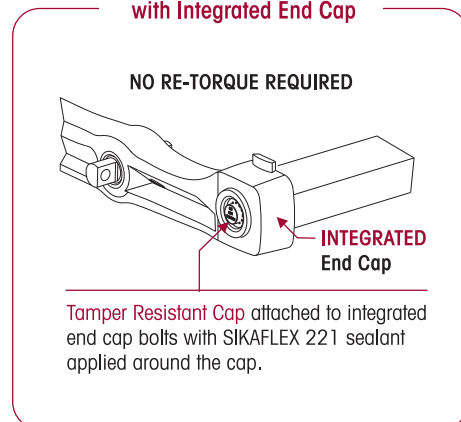 with Integrated End Cap
NO RE-TORQUE REQUIRED
INTEGRATED
End Cap
Tamper Resistant Cap attached to integrated
end cap bolts with SIKAFLEX 221 sealant
applied around the cap.